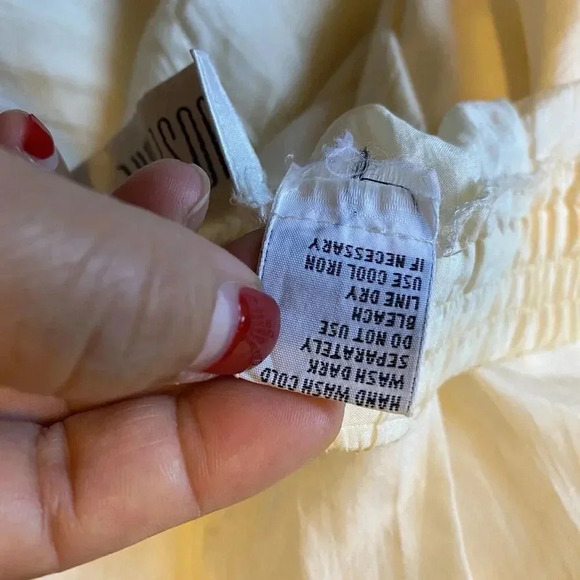 HAND WASH COLD
WASH DARK
SEPARATELY
DO NOT USE
BLEACH
LINE DRY
USE COOL IRON
IF NECESSARY